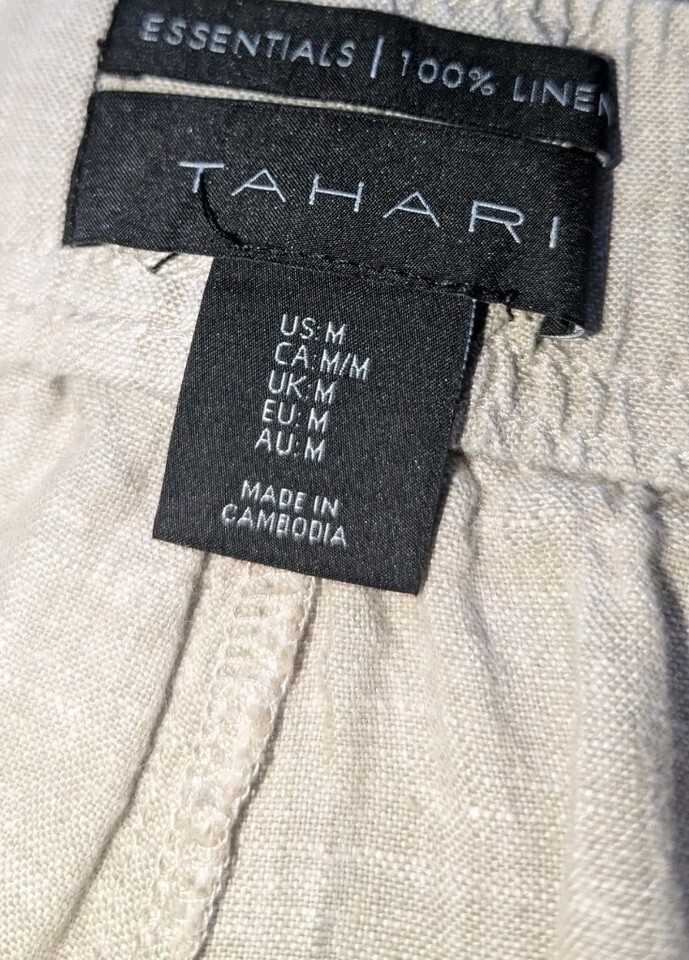 ESSENTIALS | 100% LINEN
TAHARI
US: M
CA: M/M
UK: M
EU: M
AU: M
MADE IN
CAMBODIA